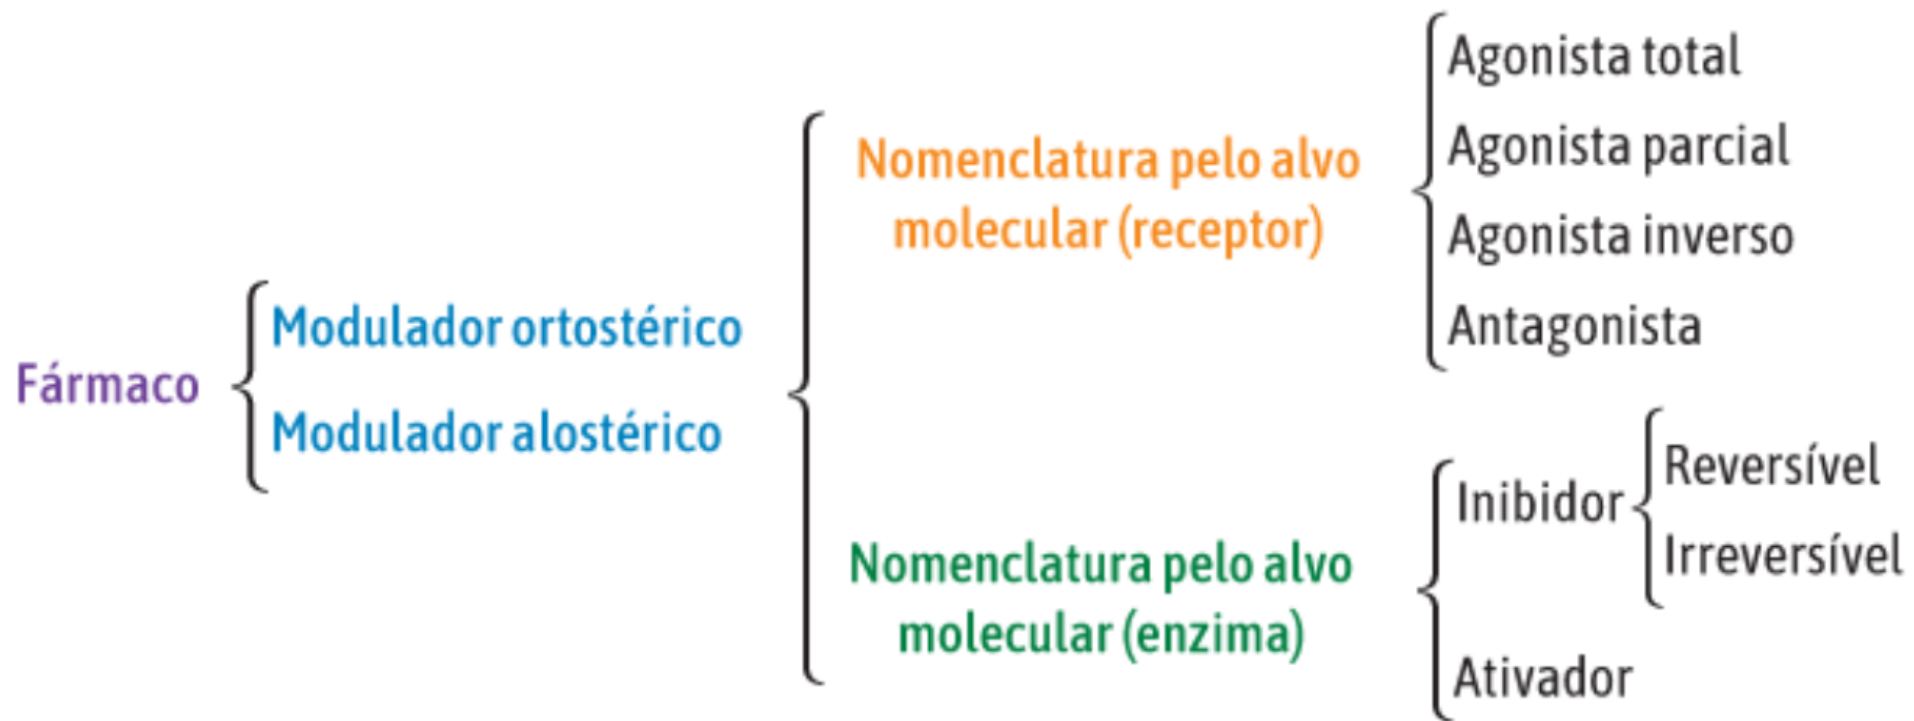 Fármaco
Modulador ortostérico
Modulador alostérico
Nomenclatura pelo alvo
molecular (receptor)
Agonista total
Agonista parcial
Agonista inverso
Antagonista
Nomenclatura pelo alvo
molecular (enzima)
Inibidor
Reversível
Irreversível
Ativador